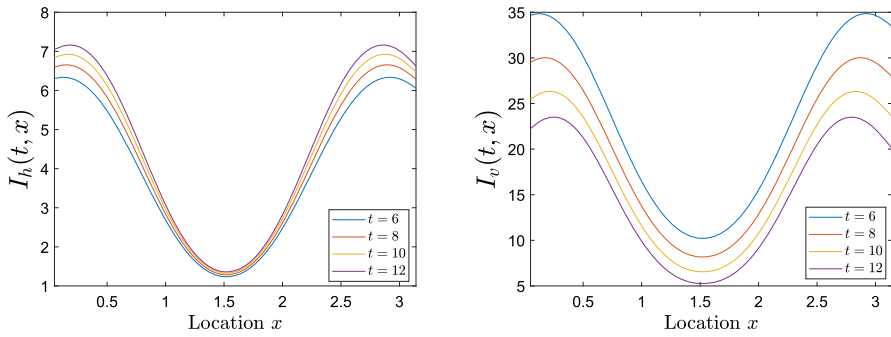 I_h(t, x)
8
7
6
5
4
3
2
1
0.5 1 1.5 2 2.5 3
Location x
t = 6
t = 8
t = 10
t = 12
I_v(t, x)
35
30
25
20
15
10
5
0.5 1 1.5 2 2.5 3
Location x
t = 6
t = 8
t = 10
t = 12